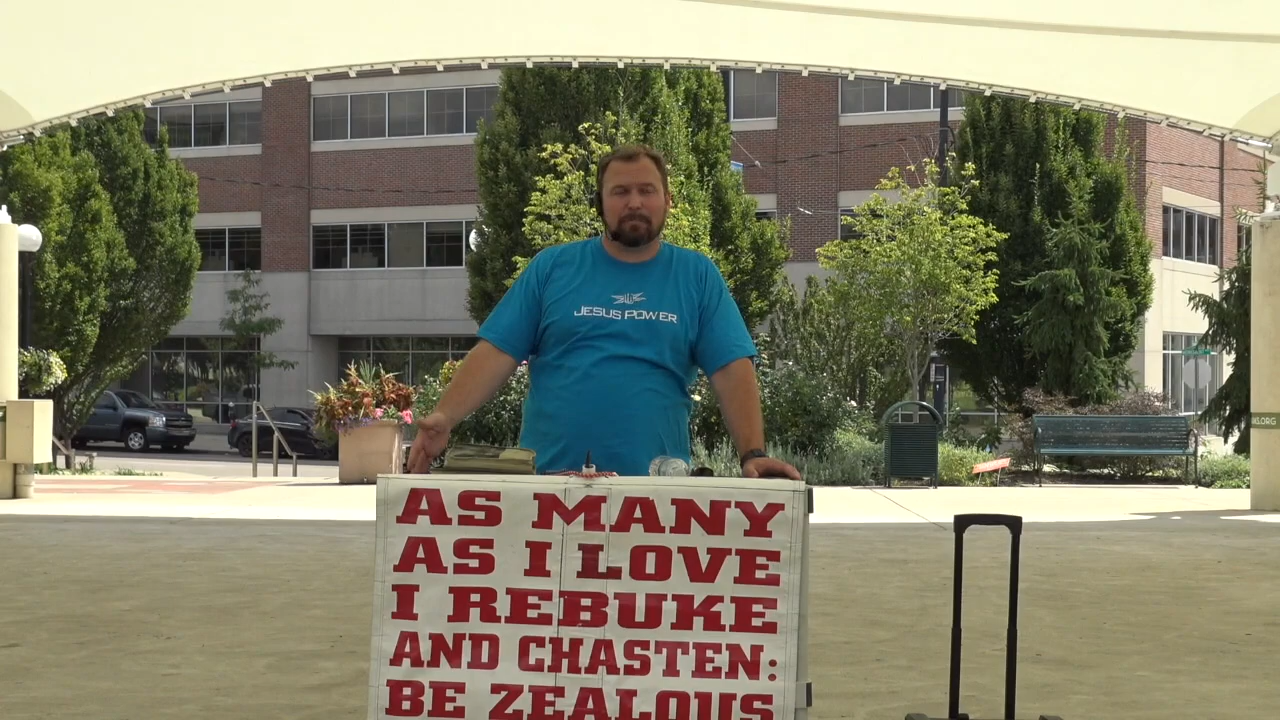 JESUS POWER
AS MANY
AS I LOVE
I REBUKE
AND CHASTEN:
BE ZEALOUS